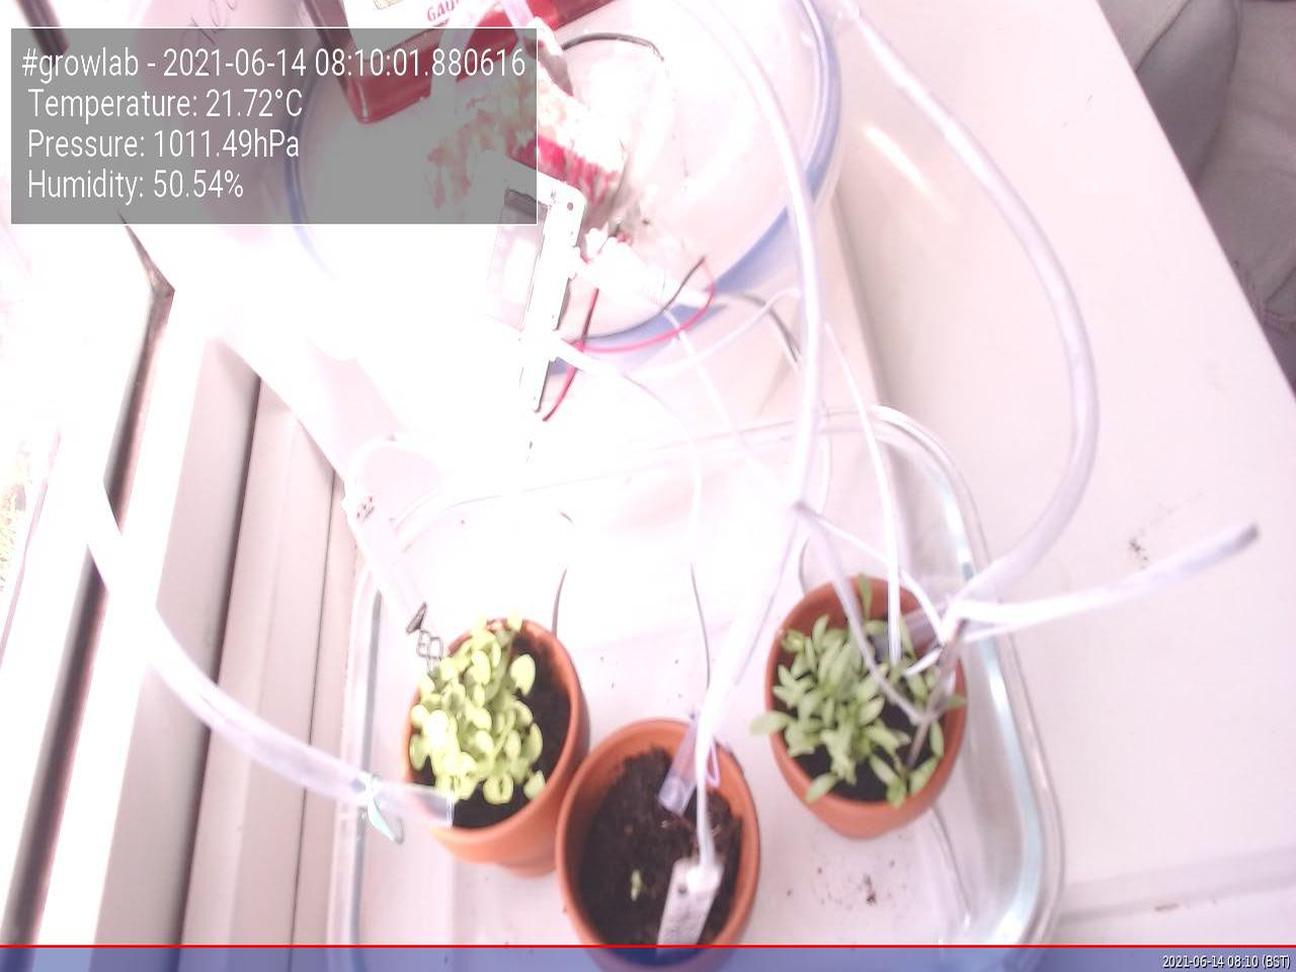 #growlab - 2021-06-14 08:10:01.880616
Temperature: 21.72°C
Pressure: 1011.49hPa
Humidity: 50.54%
2021-06-14 08:10 (BST)